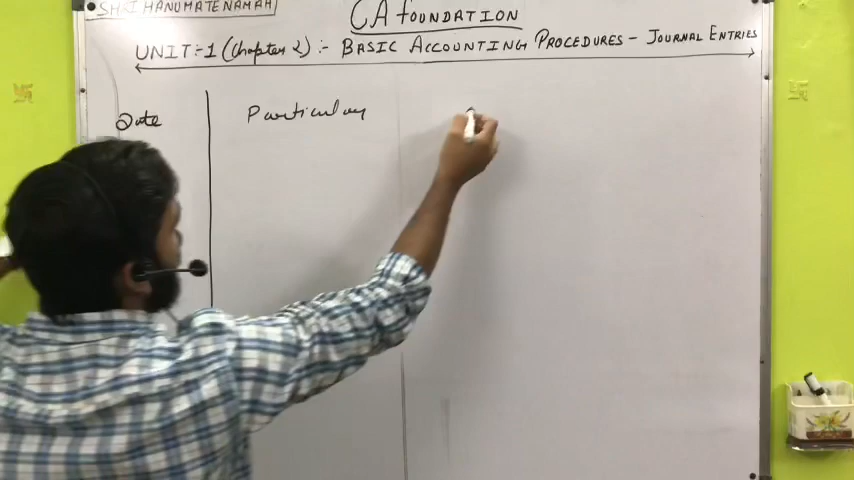 SHRI HANUMATE NAMAH
CA FOUNDATION
UNIT:-1 (Chapter 2) :- BASIC ACCOUNTING PROCEDURES - JOURNAL ENTRIES
Date Particulars